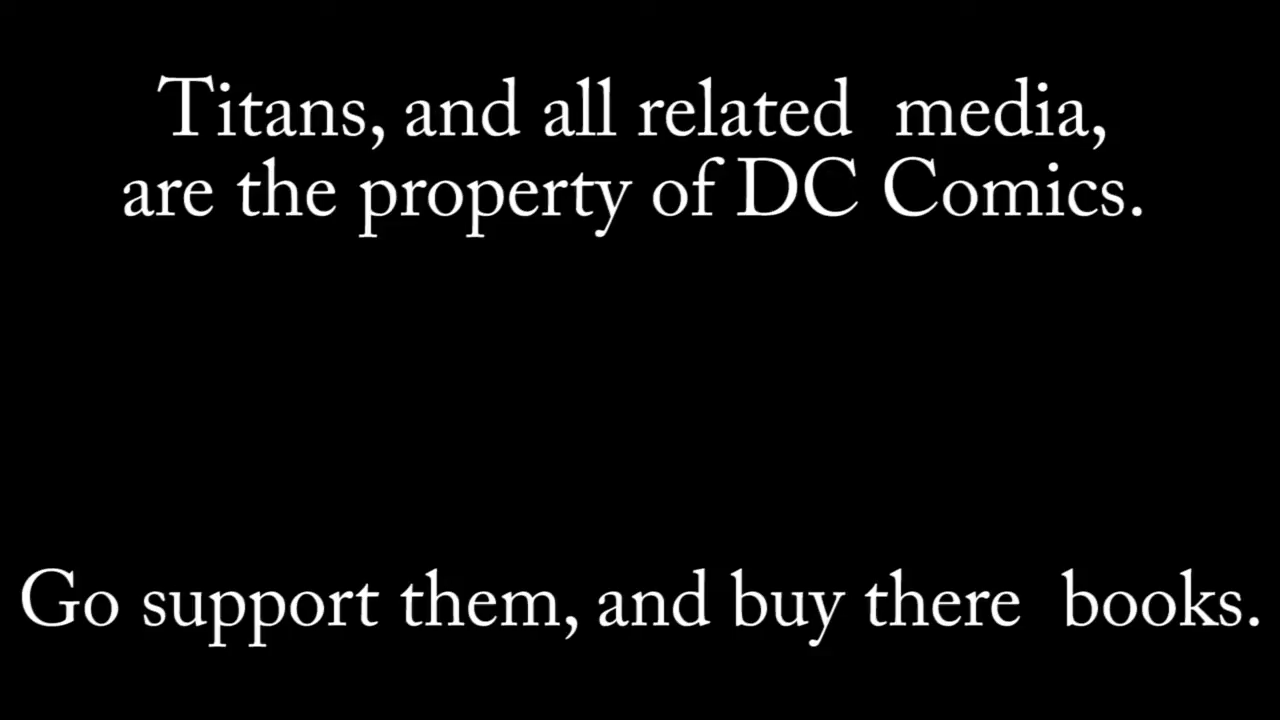 Titans, and all related  media,
are the property of DC Comics.
Go support them, and buy there  books.